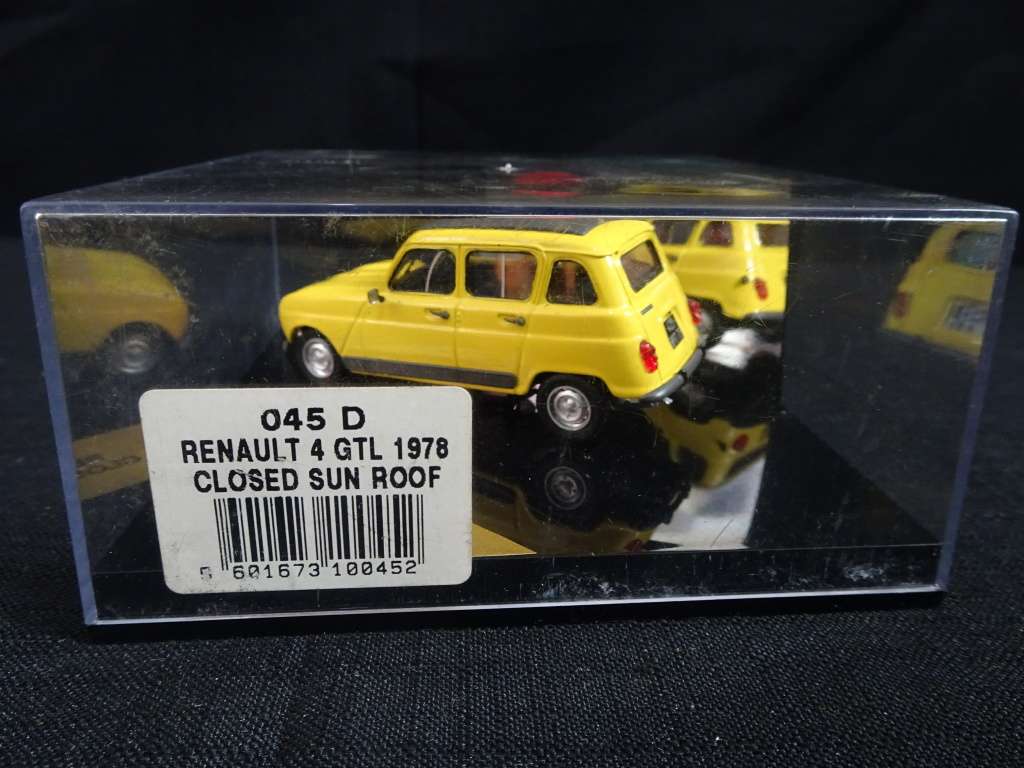 045 D
RENAULT 4 GTL 1978
CLOSED SUN ROOF
5 601673 100452